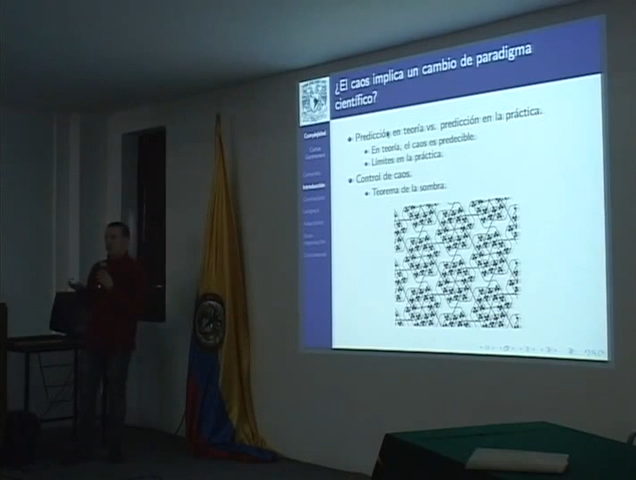 ¿El caos implica un cambio de paradigma
científico?
Complejidad
Introducción
Predicción en teoría vs. predicción en la práctica.
En teoría, el caos es predecible.
Límites en la práctica.
Control de caos.
Teorema de la sombra.